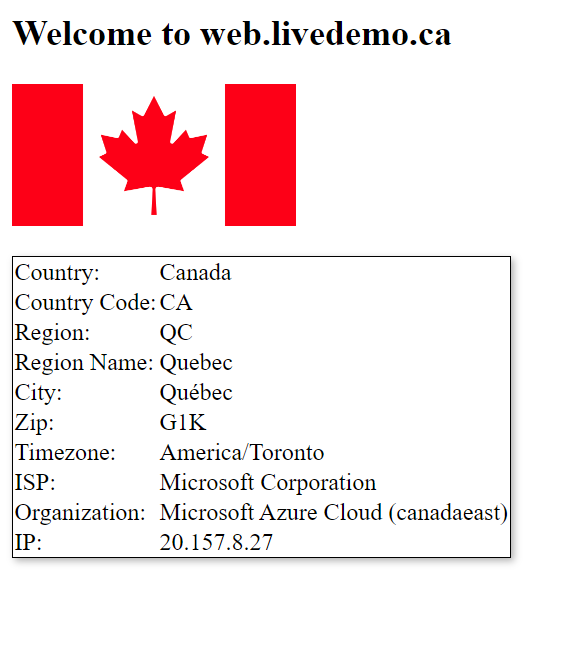 Welcome to web.livedemo.ca
Country: Canada
Country Code: CA
Region: QC
Region Name: Quebec
City: Québec
Zip: G1K
Timezone: America/Toronto
ISP: Microsoft Corporation
Organization: Microsoft Azure Cloud (canadaeast)
IP: 20.157.8.27